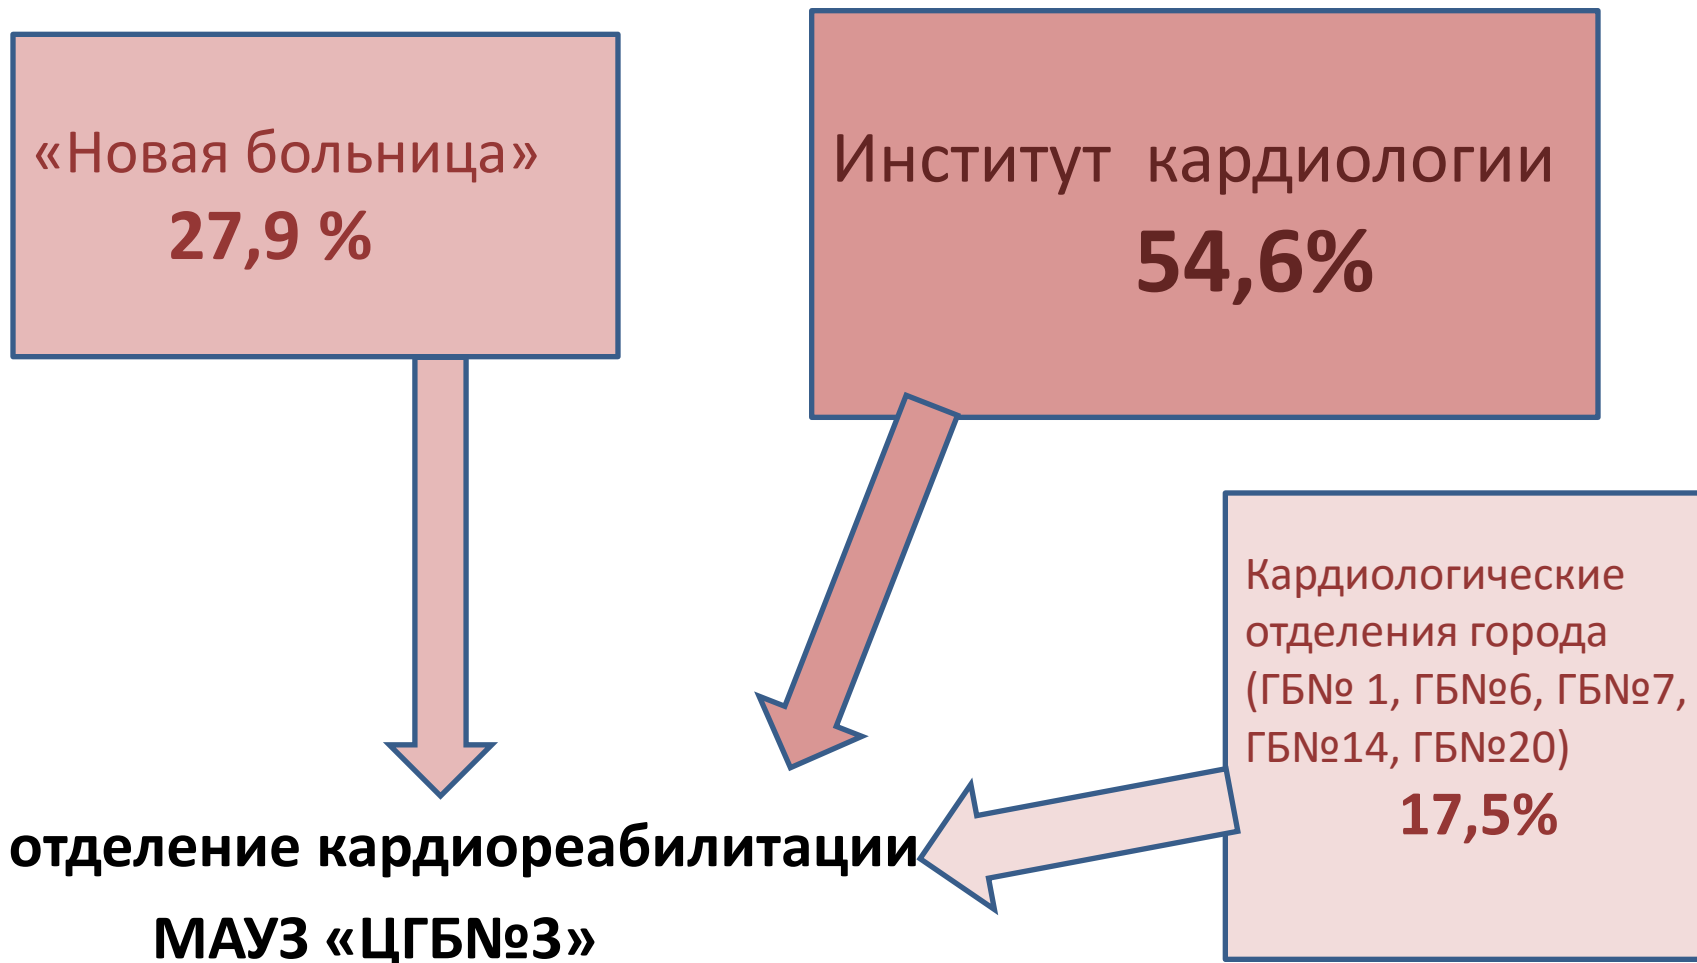 «Новая больница»
27,9 %
Институт кардиологии
54,6%
Кардиологические
отделения города
(ГБ№ 1, ГБ№6, ГБ№7,
ГБ№14, ГБ№20)
17,5%
отделение кардиореабилитации
МАУЗ «ЦГБ№3»